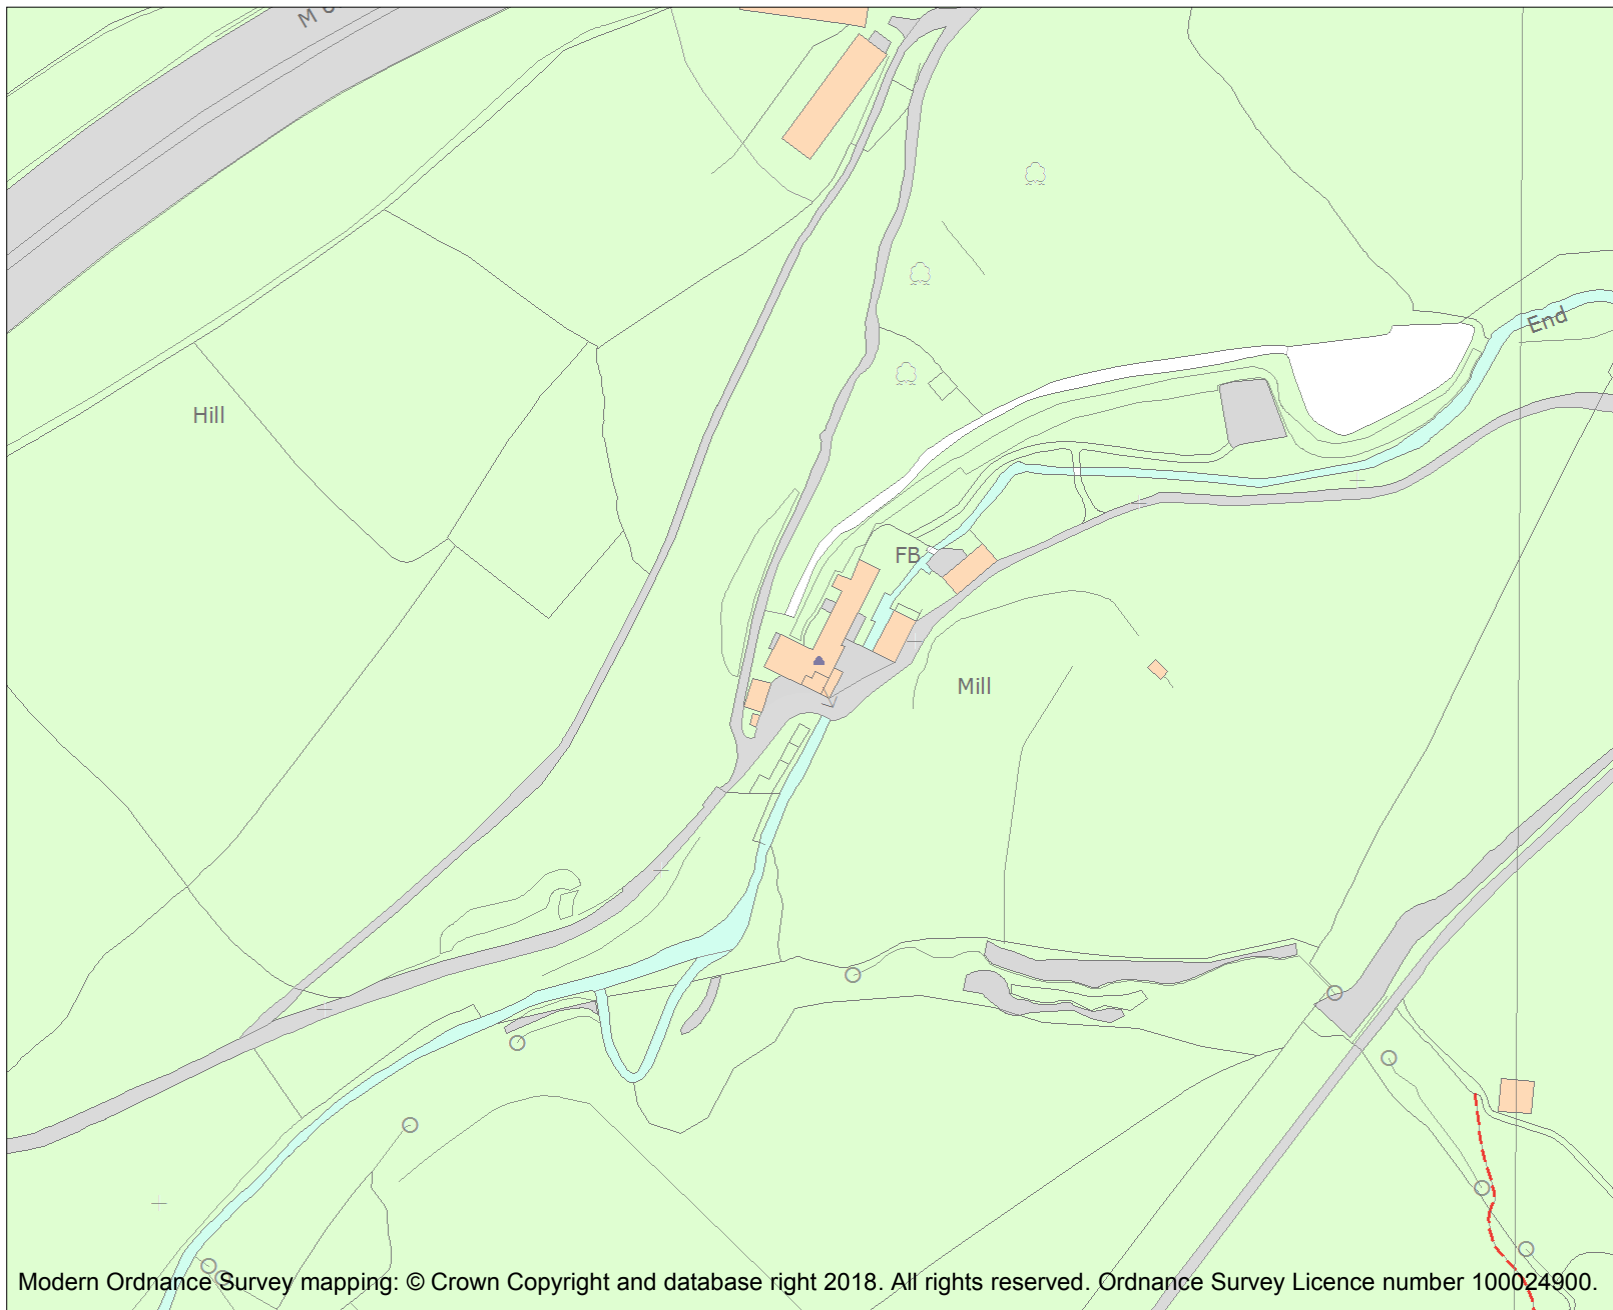 End
Hill
FB
Mill
Modern Ordnance Survey mapping: © Crown Copyright and database right 2018. All rights reserved. Ordnance Survey Licence number 100024900.